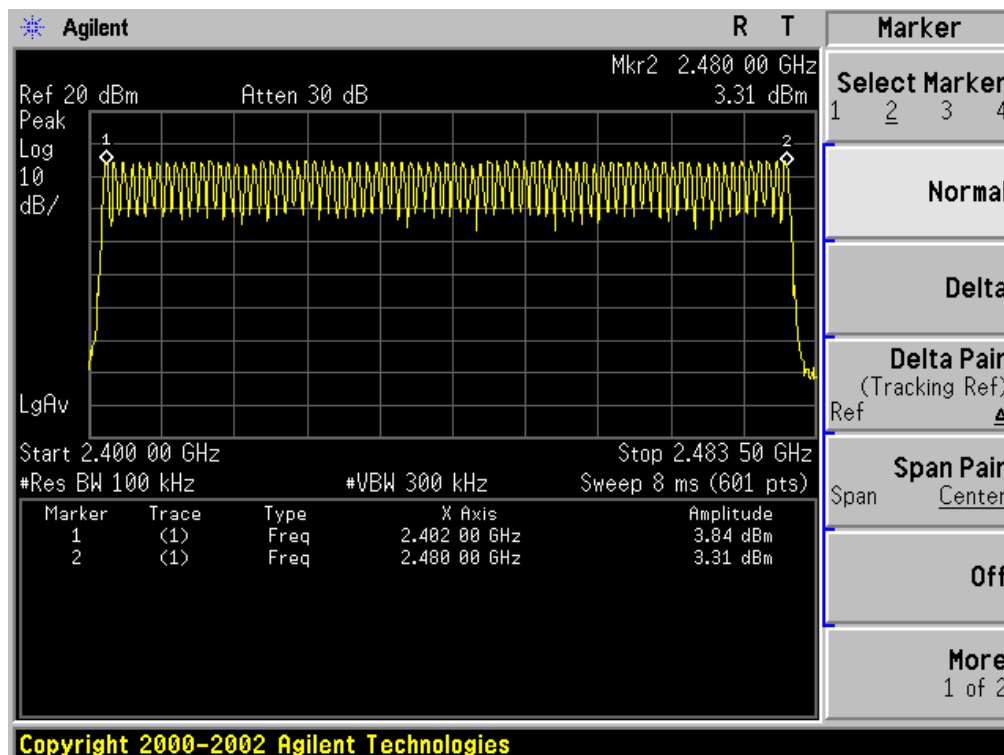 Agilent R T Marker
Mkr2 2.480 00 GHz
Ref 20 dBm Atten 30 dB 3.31 dBm
Peak
Log
10
dB/
1
2
LgAv
Start 2.400 00 GHz Stop 2.483 50 GHz
#Res BW 100 kHz #VBW 300 kHz Sweep 8 ms (601 pts)
Marker Trace Type X Axis Amplitude
1 (1) Freq 2.402 00 GHz 3.84 dBm
2 (1) Freq 2.480 00 GHz 3.31 dBm
Select Marker
1 2 3 4
Normal
Delta
Delta Pair
(Tracking Ref)
Ref Δ
Span Pair
Span Center
Off
More
1 of 2
Copyright 2000-2002 Agilent Technologies